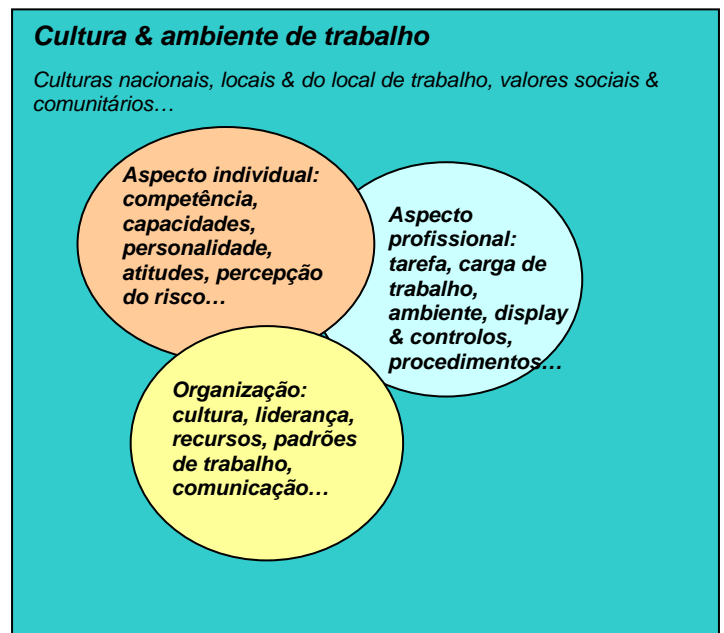 Cultura & ambiente de trabalho
Culturas nacionais, locais & do local de trabalho, valores sociais &
comunitários…
Aspecto individual:
competência,
capacidades,
personalidade,
atitudes, percepção
do risco…
Aspecto
profissional:
tarefa, carga de
trabalho,
ambiente, display
& controlos,
procedimentos…
Organização:
cultura, liderança,
recursos, padrões
de trabalho,
comunicação…